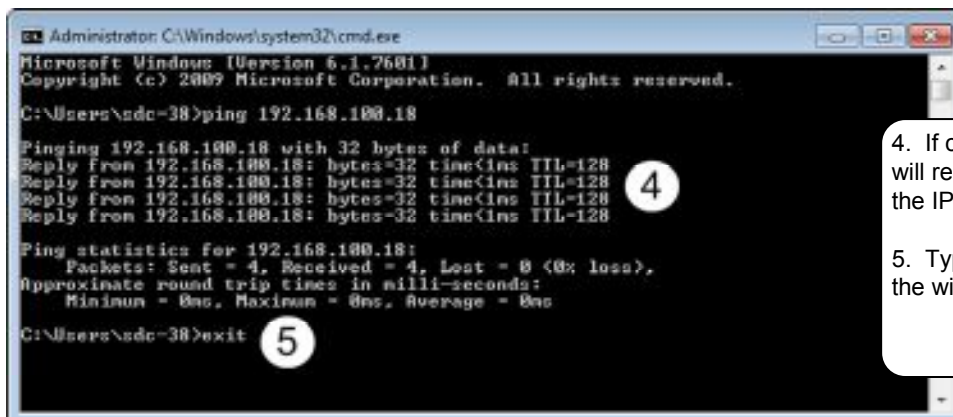 Administrator: C:\Windows\system32\cmd.exe
Microsoft Windows [Version 6.1.7601]
Copyright (c) 2009 Microsoft Corporation. All rights reserved.
C:\Users\sdc-38>ping 192.168.100.18
Pinging 192.168.100.18 with 32 bytes of data:
Reply from 192.168.100.18: bytes=32 time<1ms TTL=128
Reply from 192.168.100.18: bytes=32 time<1ms TTL=128
Reply from 192.168.100.18: bytes=32 time<1ms TTL=128
Reply from 192.168.100.18: bytes=32 time<1ms TTL=128
4
Ping statistics for 192.168.100.18:
Packets: Sent = 4, Received = 4, Lost = 0 (0% loss),
Approximate round trip times in milli-seconds:
Minimum = 0ms, Maximum = 0ms, Average = 0ms
C:\Users\sdc-38>exit
5
4. If
will
the IP
5.
the